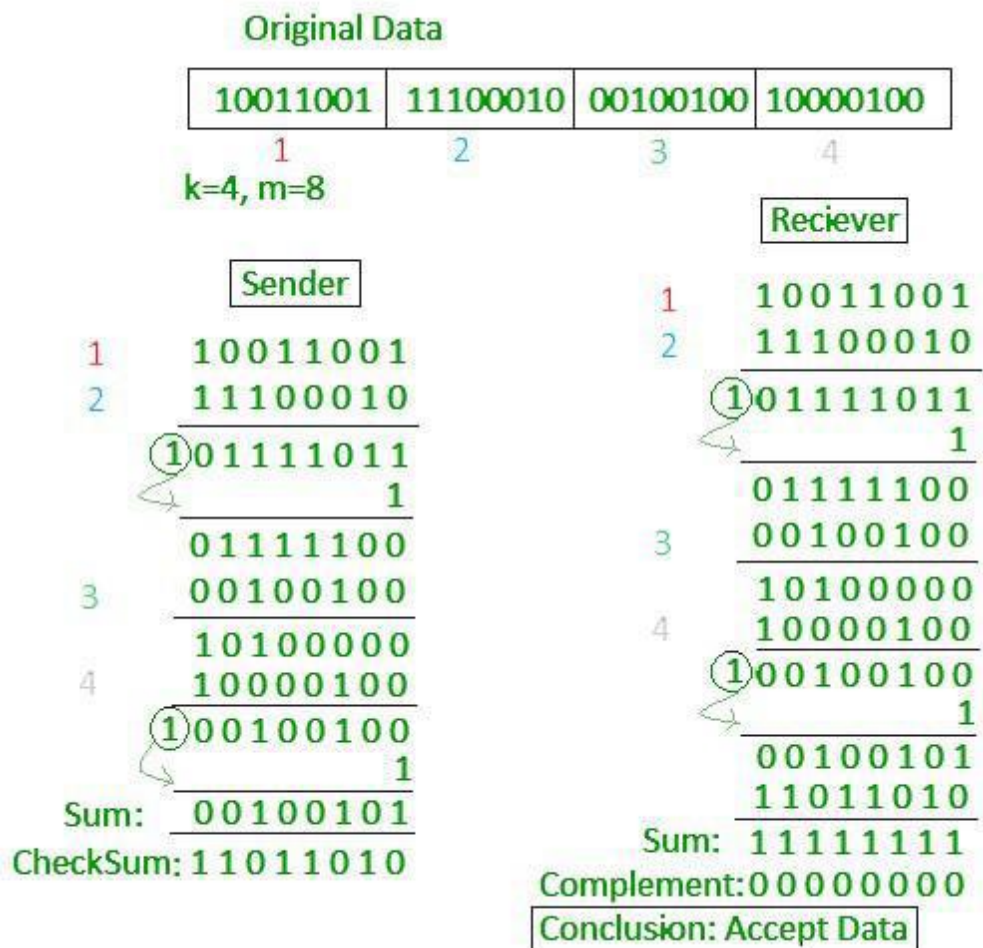 Original Data
10011001 11100010 00100100 10000100
1 2 3 4
k=4, m=8
Sender
1 10011001
2 11100010
1 01111011
1
01111100
3 00100100
10100000
4 10000100
1 00100100
1
Sum: 00100101
CheckSum: 11011010
Reciever
1 10011001
2 11100010
1 01111011
1
01111100
3 00100100
10100000
4 10000100
1 00100100
1
00100101
11011010
Sum: 11111111
Complement: 00000000
Conclusion: Accept Data